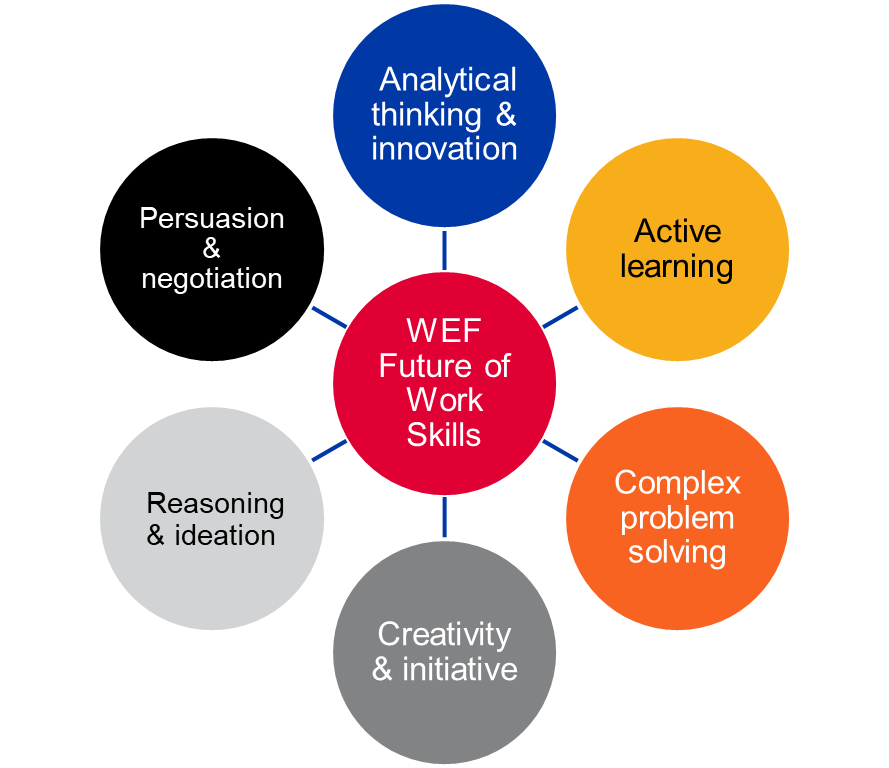 Analytical
thinking &
innovation
Active
learning
Complex
problem
solving
Creativity
& initiative
Reasoning
& ideation
Persuasion
&
negotiation
WEF
Future of
Work
Skills